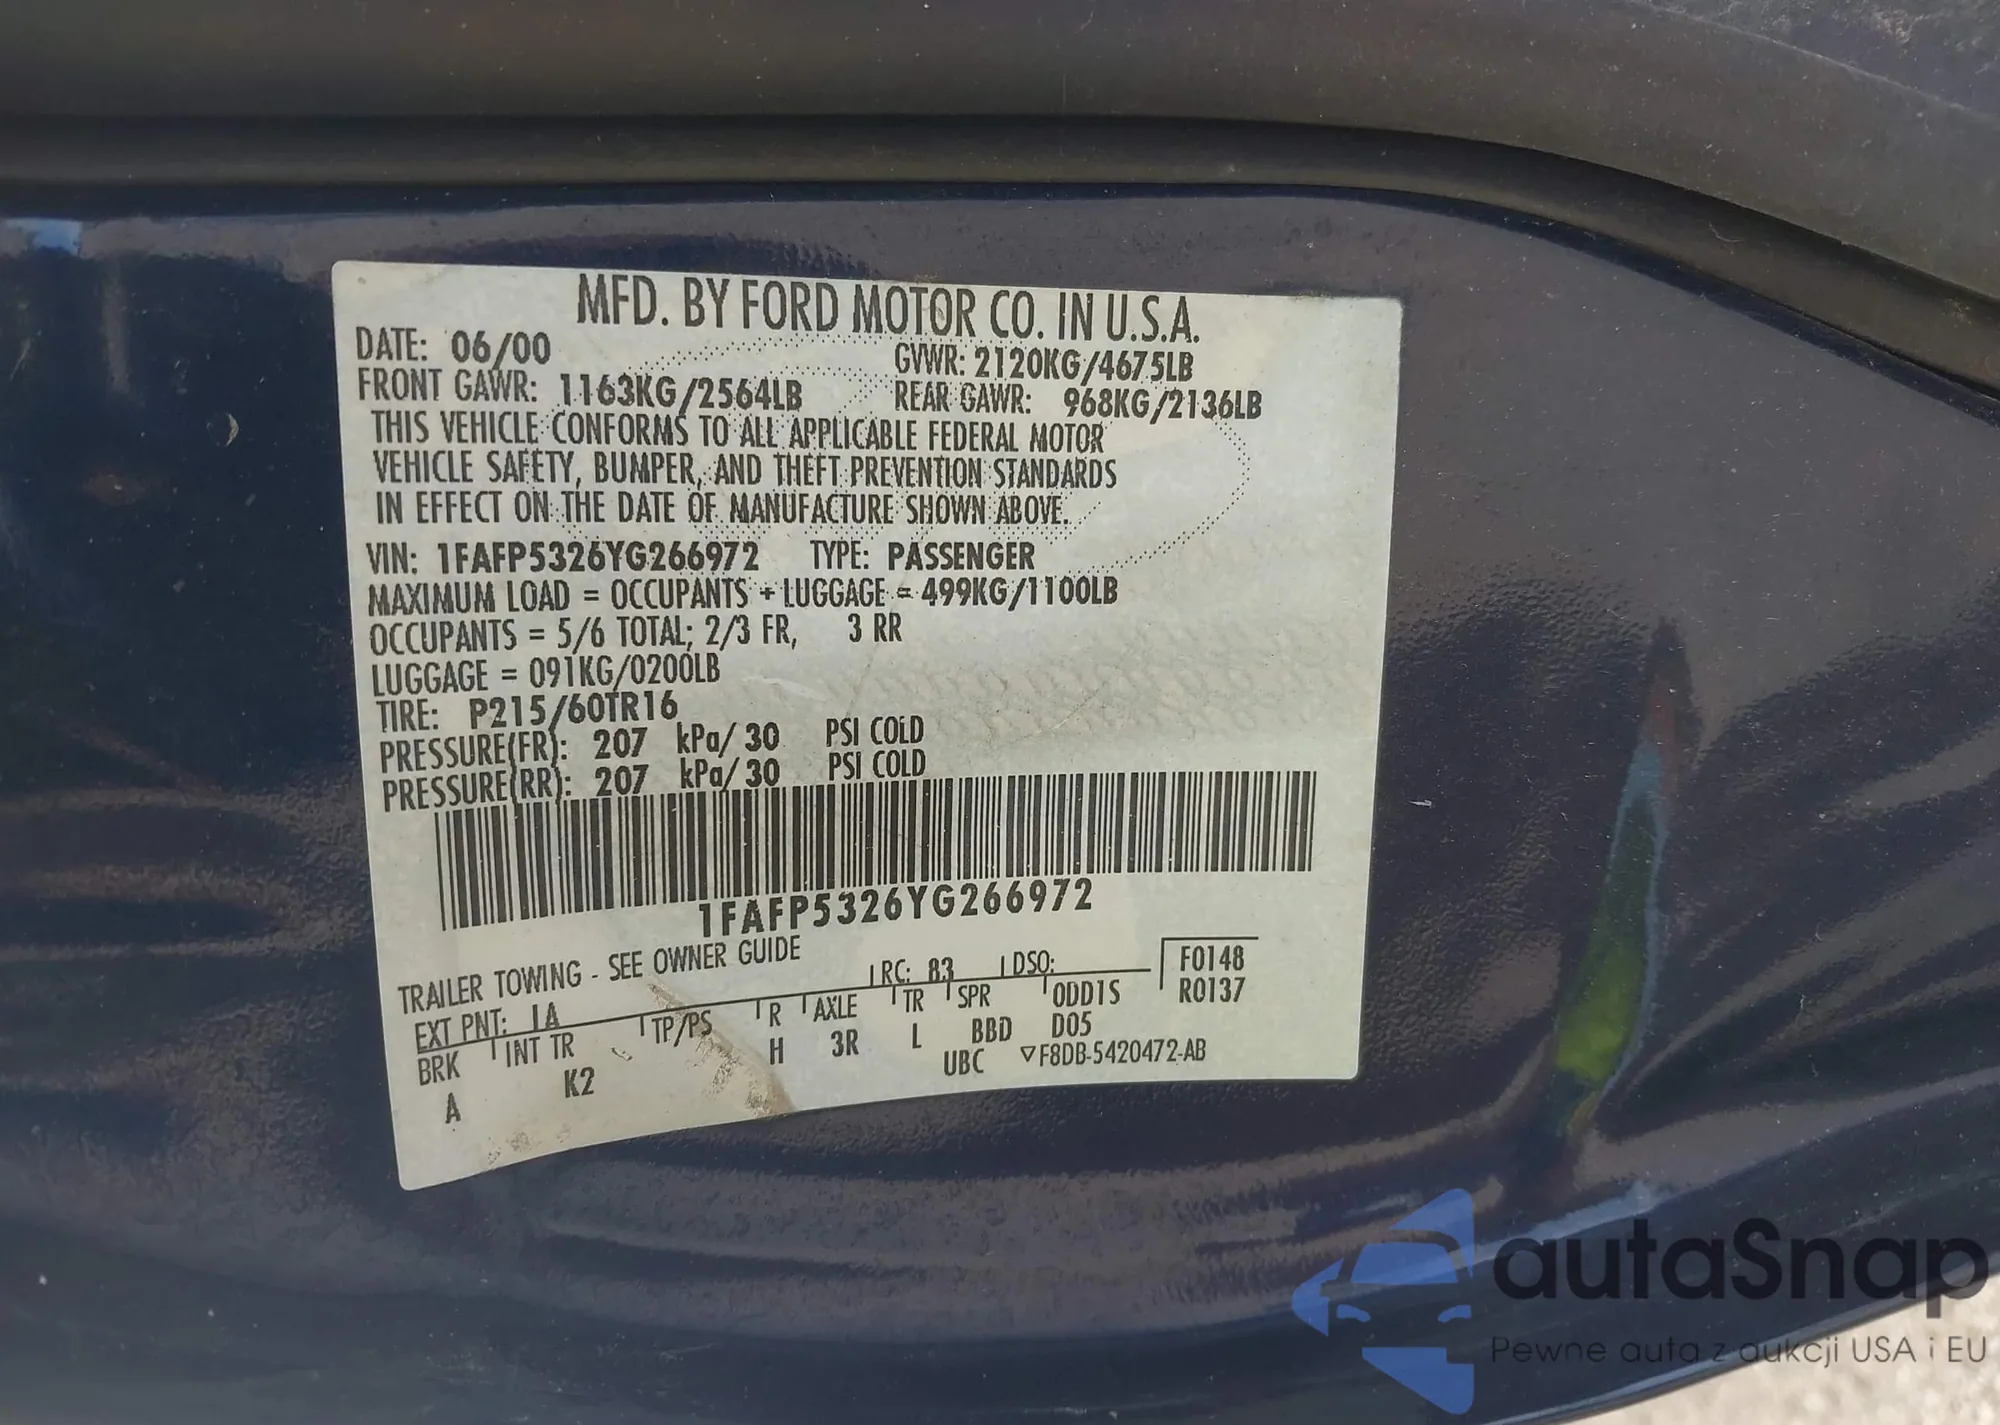 MFD. BY FORD MOTOR CO. IN U.S.A.
DATE: 06/00 GVWR: 2120KG/4675LB
FRONT GAWR: 1163KG/2564LB REAR GAWR: 968KG/2136LB
THIS VEHICLE CONFORMS TO ALL APPLICABLE FEDERAL MOTOR
VEHICLE SAFETY, BUMPER, AND THEFT PREVENTION STANDARDS
IN EFFECT ON THE DATE OF MANUFACTURE SHOWN ABOVE.
VIN: 1FAFP5326YG266972 TYPE: PASSENGER
MAXIMUM LOAD = OCCUPANTS + LUGGAGE = 499KG/1100LB
OCCUPANTS = 5/6 TOTAL; 2/3 FR, 3 RR
LUGGAGE = 091KG/0200LB
TIRE: P215/60TR16
PRESSURE(FR): 207 kPa/ 30 PSI COLD
PRESSURE(RR): 207 kPa/ 30 PSI COLD
1FAFP5326YG266972
TRAILER TOWING - SEE OWNER GUIDE
EXT PNT: 1A RC: 83 DSO: F0148
BRK INT TR TP/PS R AXLE TR SPR ODD1S R0137
A K2 H 3R L BBD D05
UBC ▽F8DB-5420472-AB
autaSnap
Pewne auta z aukcji USA i EU